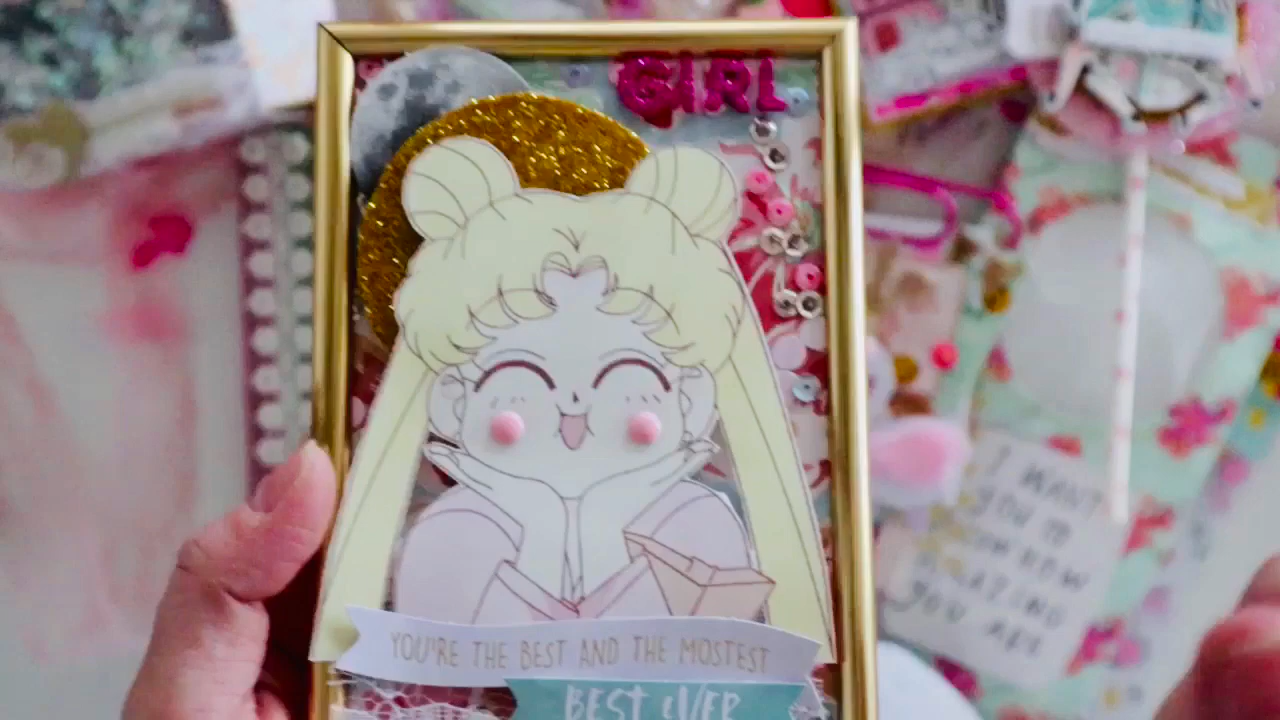 GIRL
YOU'RE THE BEST AND THE MOSTEST
BEST EVER
I WANT
YOU TO
KNOW HOW
AMAZING
YOU ARE